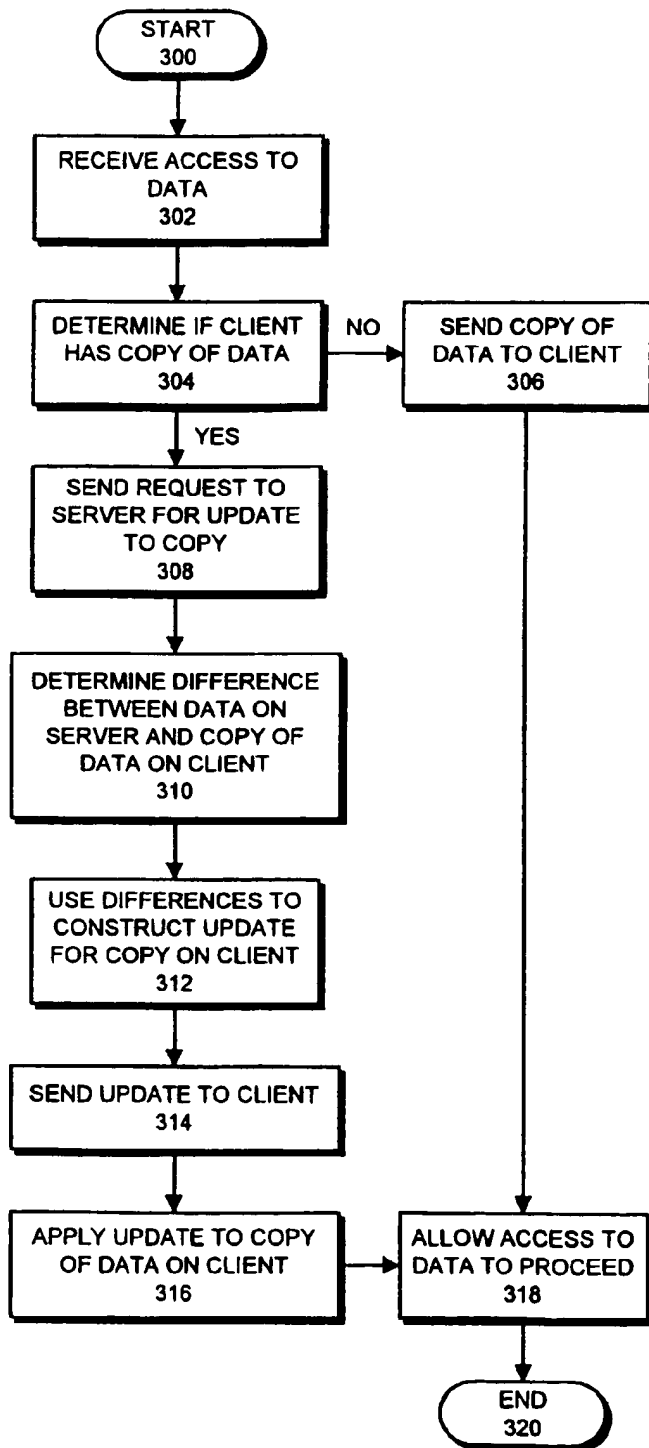 START
300
RECEIVE ACCESS TO
DATA
302
DETERMINE IF CLIENT
HAS COPY OF DATA
304
NO
SEND COPY OF
DATA TO CLIENT
306
YES
SEND REQUEST TO
SERVER FOR UPDATE
TO COPY
308
DETERMINE DIFFERENCE
BETWEEN DATA ON
SERVER AND COPY OF
DATA ON CLIENT
310
USE DIFFERENCES TO
CONSTRUCT UPDATE
FOR COPY ON CLIENT
312
SEND UPDATE TO CLIENT
314
APPLY UPDATE TO COPY
OF DATA ON CLIENT
316
ALLOW ACCESS TO
DATA TO PROCEED
318
END
320